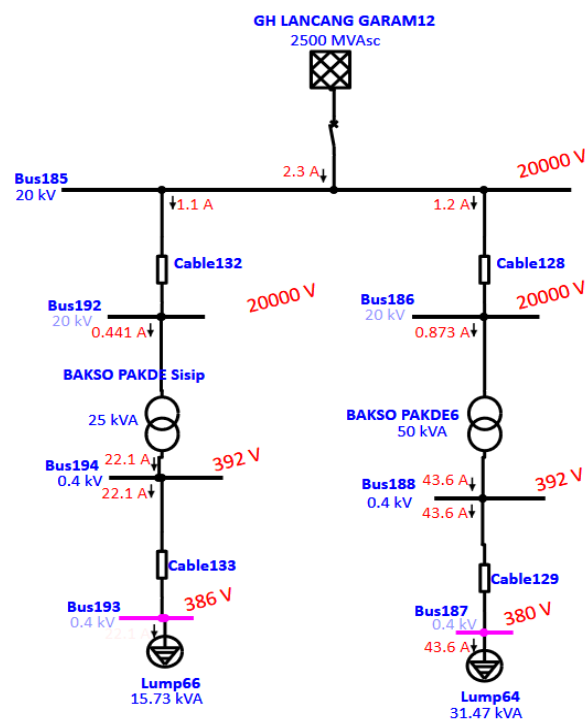 GH LANCANG GARAM12
2500 MVAsc
2.3 A
20000 V
Bus185
20 kV
1.1 A
1.2 A
Cable132
Cable128
Bus192
20000 V
20 kV
0.441 A
Bus186
20000 V
20 kV
0.873 A
BAKSO PAKDE Sisip
25 kVA
BAKSO PAKDE6
50 kVA
22.1 A
392 V
Bus194
0.4 kV
22.1 A
43.6 A
392 V
Bus188
0.4 kV
43.6 A
Cable133
Cable129
Bus193
386 V
0.4 kV
22.1 A
Bus187
380 V
0.4 kV
43.6 A
Lump66
15.73 kVA
Lump64
31.47 kVA